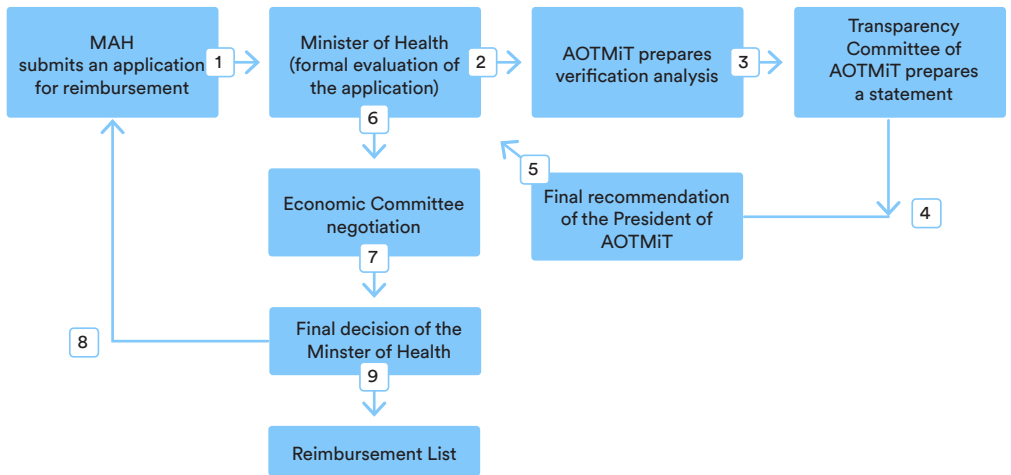 MAH
submits an application
for reimbursement
1
Minister of Health
(formal evaluation of
the application)
2
AOTMiT prepares
verification analysis
3
Transparency
Committee of
AOTMiT prepares
a statement
6
5
Final recommendation
of the President of
AOTMiT
4
Economic Committee
negotiation
7
8
Final decision of the
Minster of Health
9
Reimbursement List